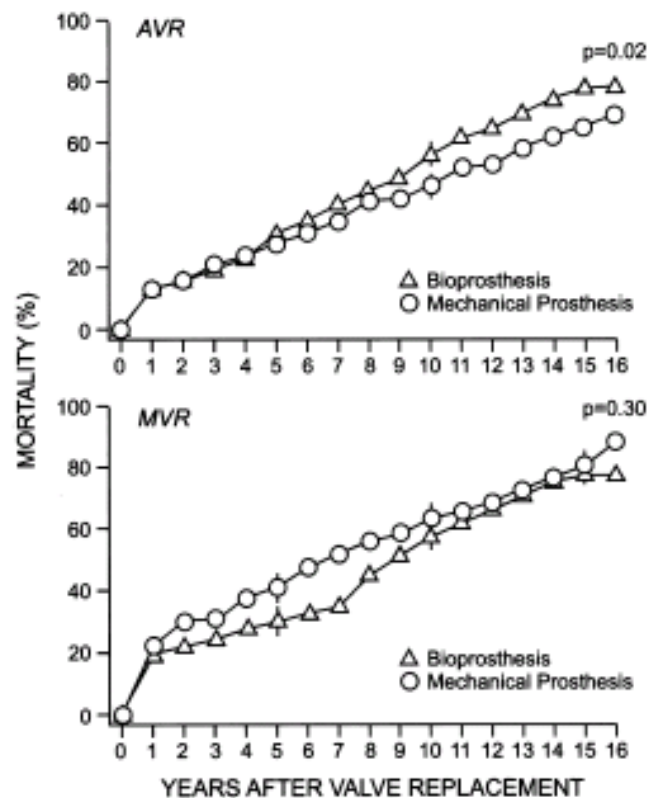 AVR
p=0.02
100
80
60
40
20
0
Bioprosthesis
Mechanical Prosthesis
0 1 2 3 4 5 6 7 8 9 10 11 12 13 14 15 16
MORTALITY (%)
MVR
p=0.30
100
80
60
40
20
0
Bioprosthesis
Mechanical Prosthesis
0 1 2 3 4 5 6 7 8 9 10 11 12 13 14 15 16
YEARS AFTER VALVE REPLACEMENT